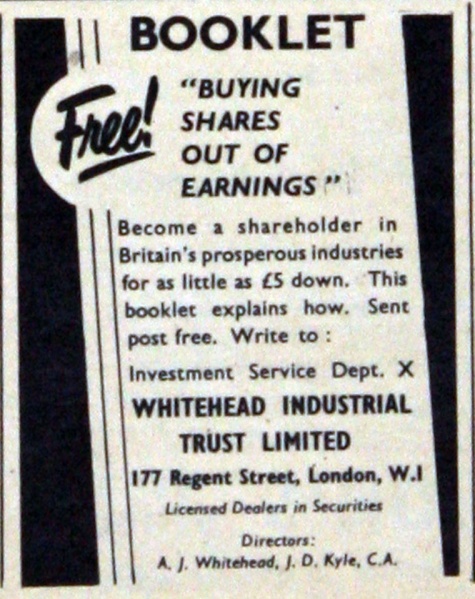 BOOKLET
Free!
"BUYING
SHARES
OUT OF
EARNINGS"
Become a shareholder in
Britain's prosperous industries
for as little as £5 down. This
booklet explains how. Sent
post free. Write to :
Investment Service Dept. X
WHITEHEAD INDUSTRIAL
TRUST LIMITED
177 Regent Street, London, W.1
Licensed Dealers in Securities
Directors:
A. J. Whitehead, J. D. Kyle, C.A.